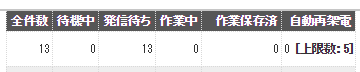 全件数 待機中 発信待ち 作業中 作業保存済 自動再架電
13 0 13 0 0 0 [上限数: 5]